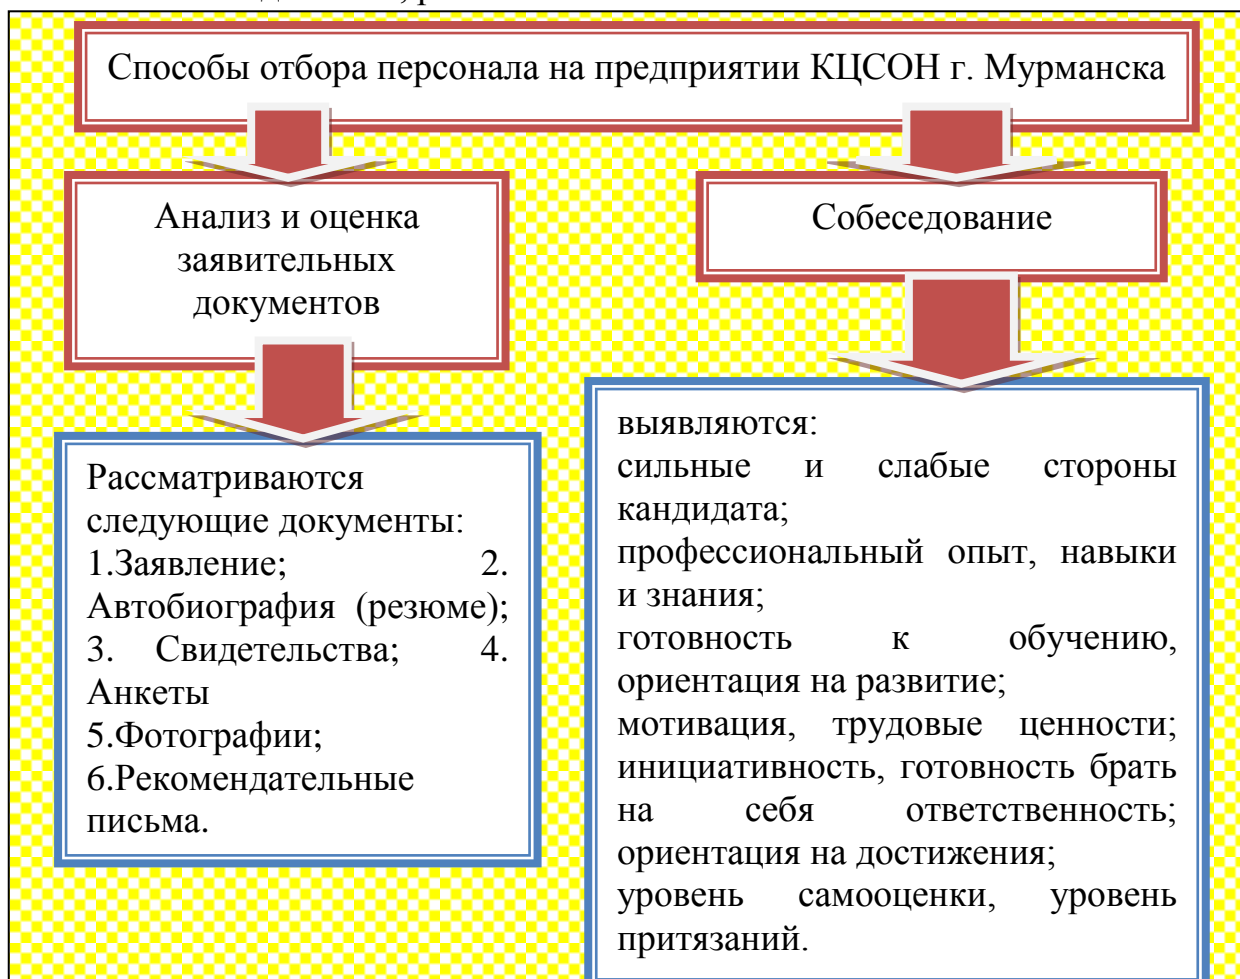 Способы отбора персонала на предприятии КЦСОН г. Мурманска
Анализ и оценка
заявительных
документов
Собеседование
Рассматриваются
следующие документы:
1.Заявление; 2.
Автобиография (резюме);
3. Свидетельства; 4.
Анкеты
5.Фотографии;
6.Рекомендательные
письма.
выявляются:
сильные и слабые стороны
кандидата;
профессиональный опыт, навыки
и знания;
готовность к обучению,
ориентация на развитие;
мотивация, трудовые ценности;
инициативность, готовность брать
на себя ответственность;
ориентация на достижения;
уровень самооценки, уровень
притязаний.